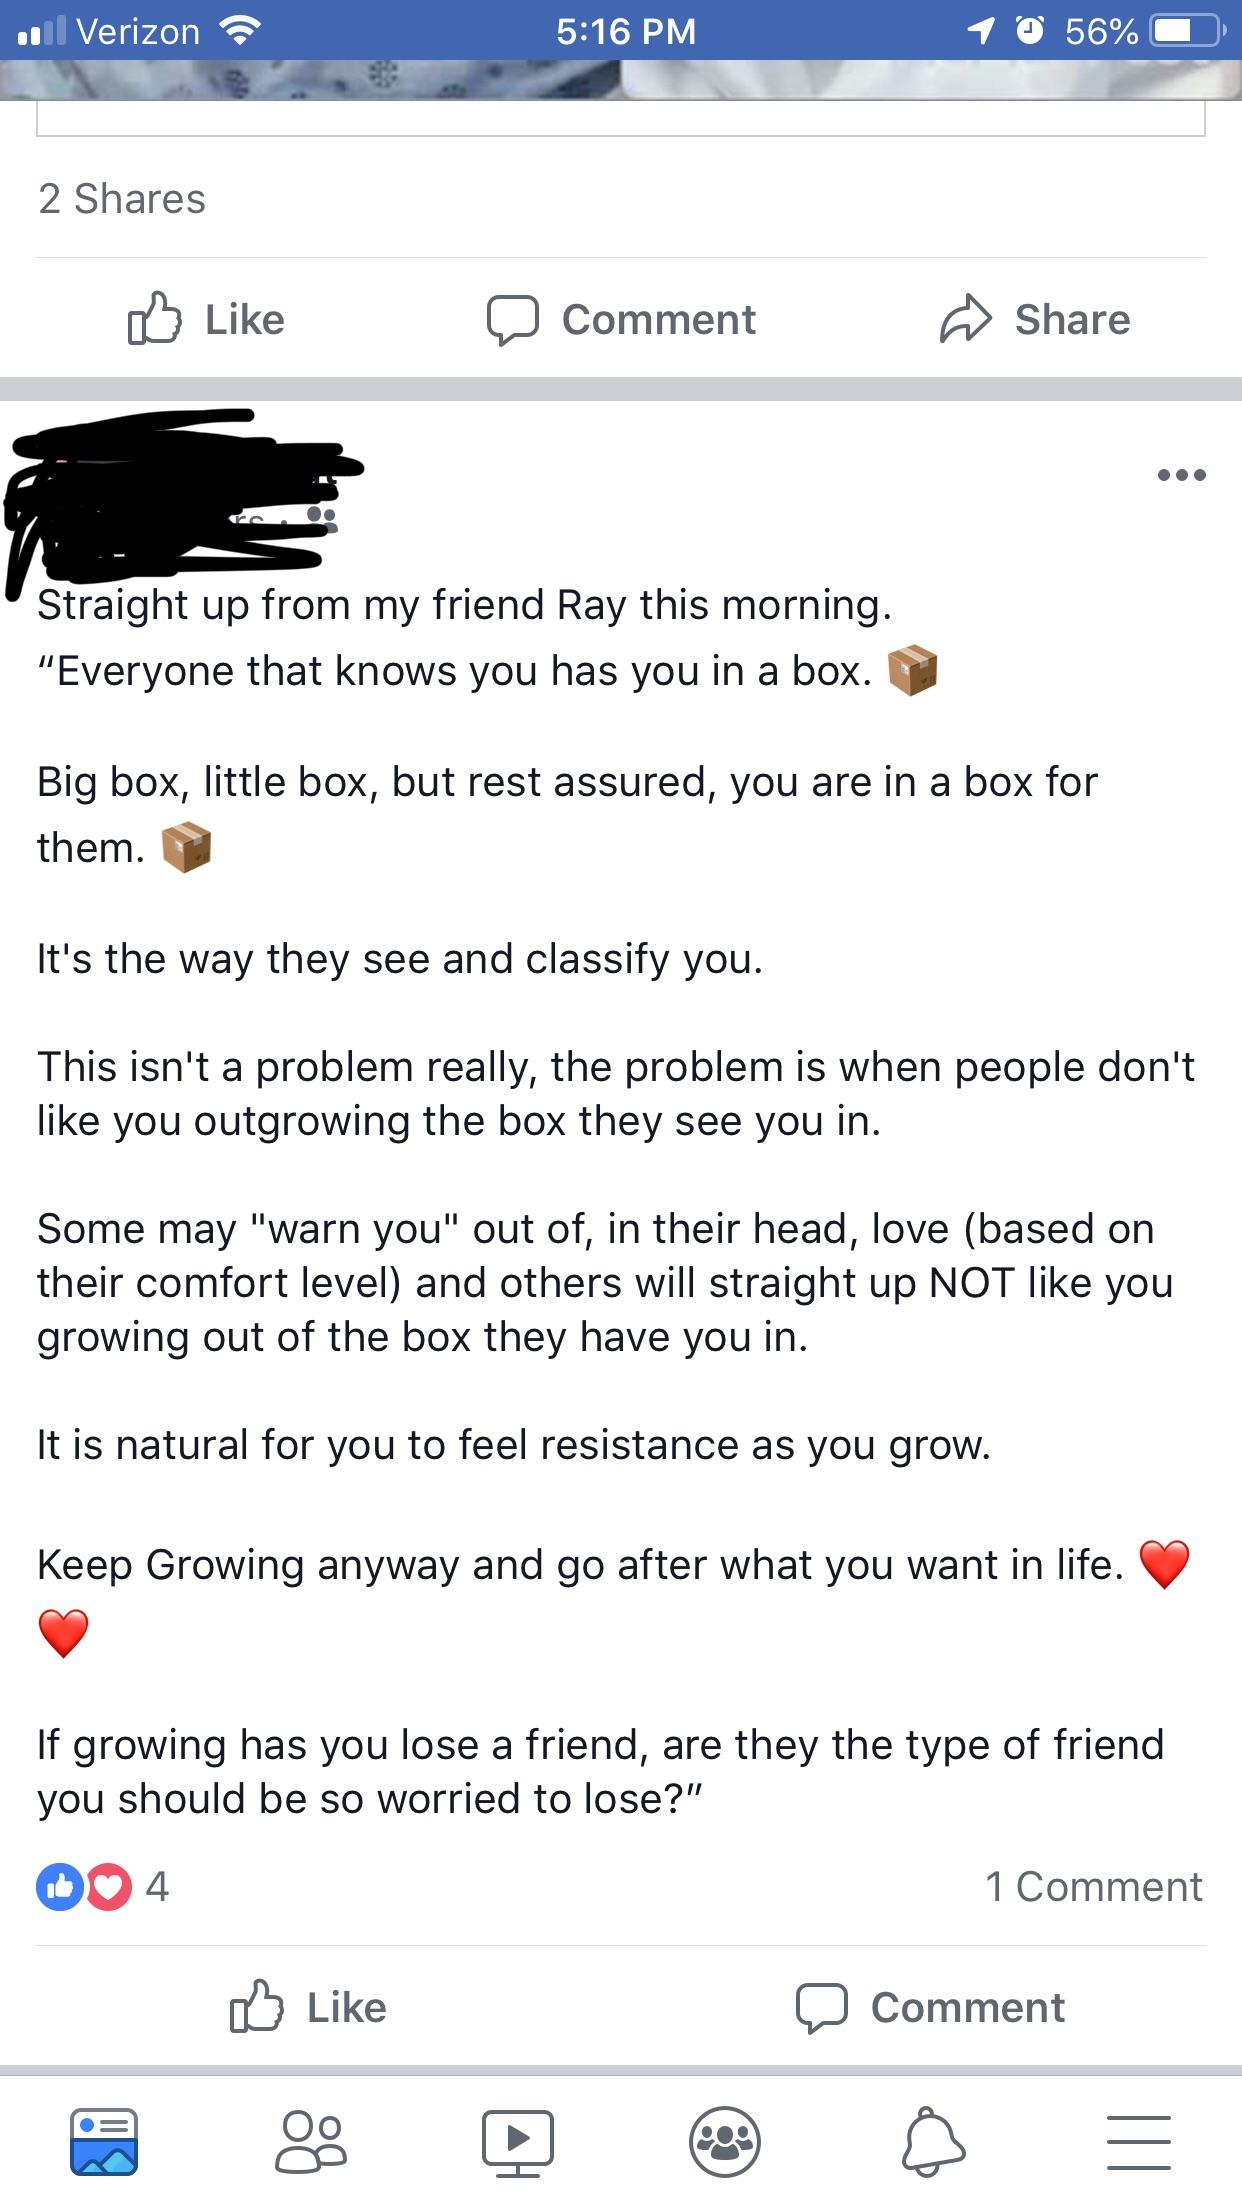 Verizon 5:16 PM 56%
2 Shares
Like Comment Share
Straight up from my friend Ray this morning.
“Everyone that knows you has you in a box. 📦
Big box, little box, but rest assured, you are in a box for
them. 📦
It's the way they see and classify you.
This isn't a problem really, the problem is when people don't
like you outgrowing the box they see you in.
Some may "warn you" out of, in their head, love (based on
their comfort level) and others will straight up NOT like you
growing out of the box they have you in.
It is natural for you to feel resistance as you grow.
Keep Growing anyway and go after what you want in life. ❤️
❤️
If growing has you lose a friend, are they the type of friend
you should be so worried to lose?”
4 1 Comment
Like Comment